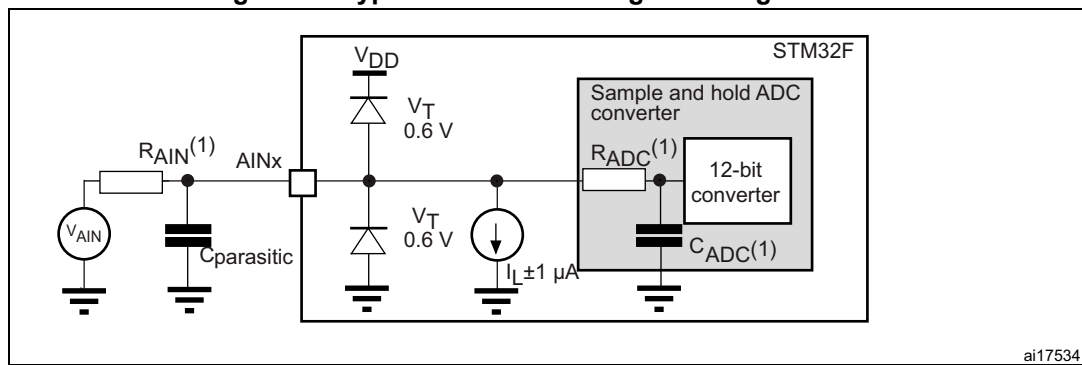 STM32F
VDD
Sample and hold ADC
converter
VT
0.6 V
RAIN(1)
AINx
RADC(1)
12-bit
converter
VAIN
Cparasitic
VT
0.6 V
IL±1 µA
CADC(1)
ai17534